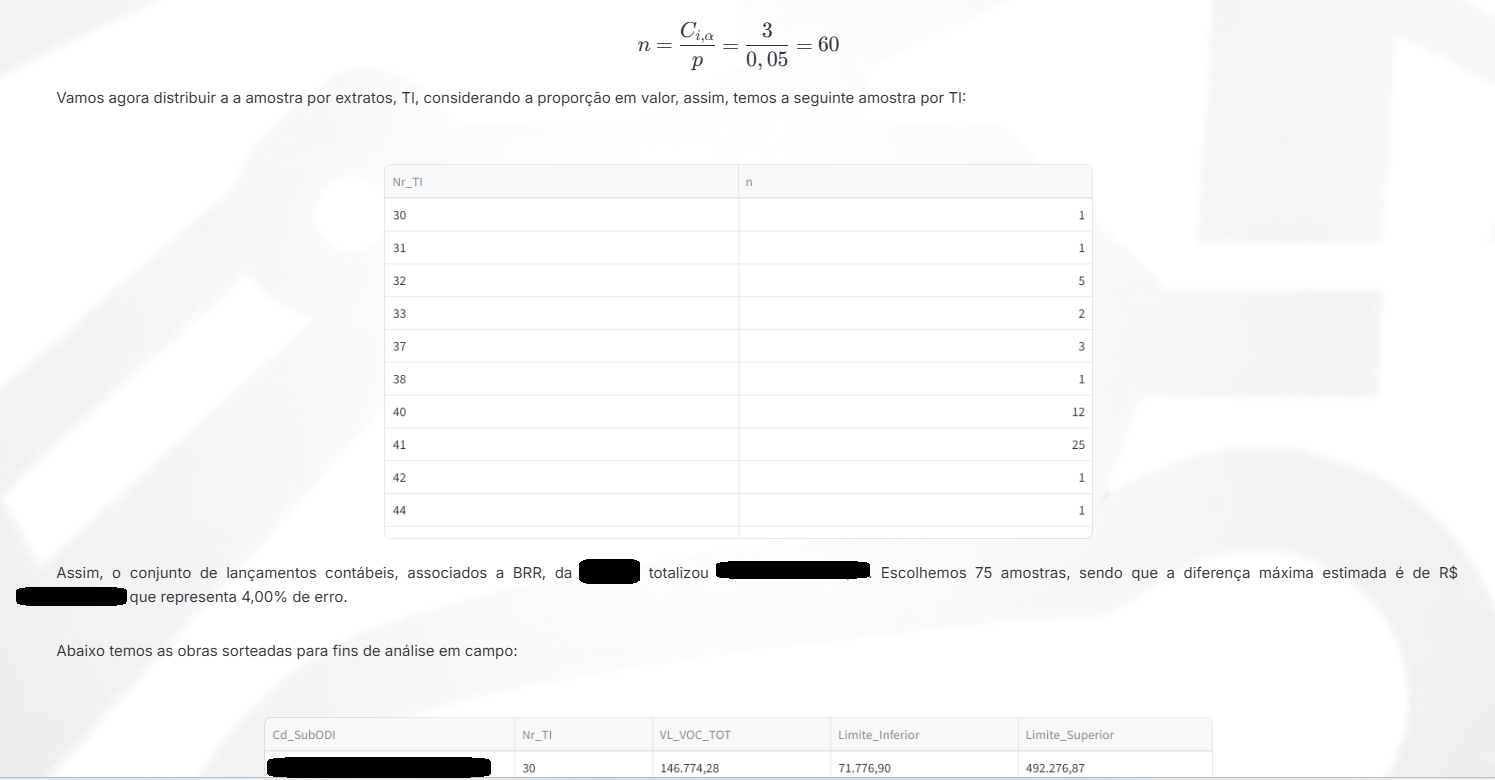 n = C_{i,α} / p = 3 / 0,05 = 60
Vamos agora distribuir a a amostra por extratos, TI, considerando a proporção em valor, assim, temos a seguinte amostra por TI:
Nr_TI n
30 1
31 1
32 5
33 2
37 3
38 1
40 12
41 25
42 1
44 1
Assim, o conjunto de lançamentos contábeis, associados a BRR, da totalizou . Escolhemos 75 amostras, sendo que a diferença máxima estimada é de R$
que representa 4,00% de erro.
Abaixo temos as obras sorteadas para fins de análise em campo:
Cd_SubODI Nr_TI VL_VOC_TOT Limite_Inferior Limite_Superior
30 146.774,28 71.776,90 492.276,87